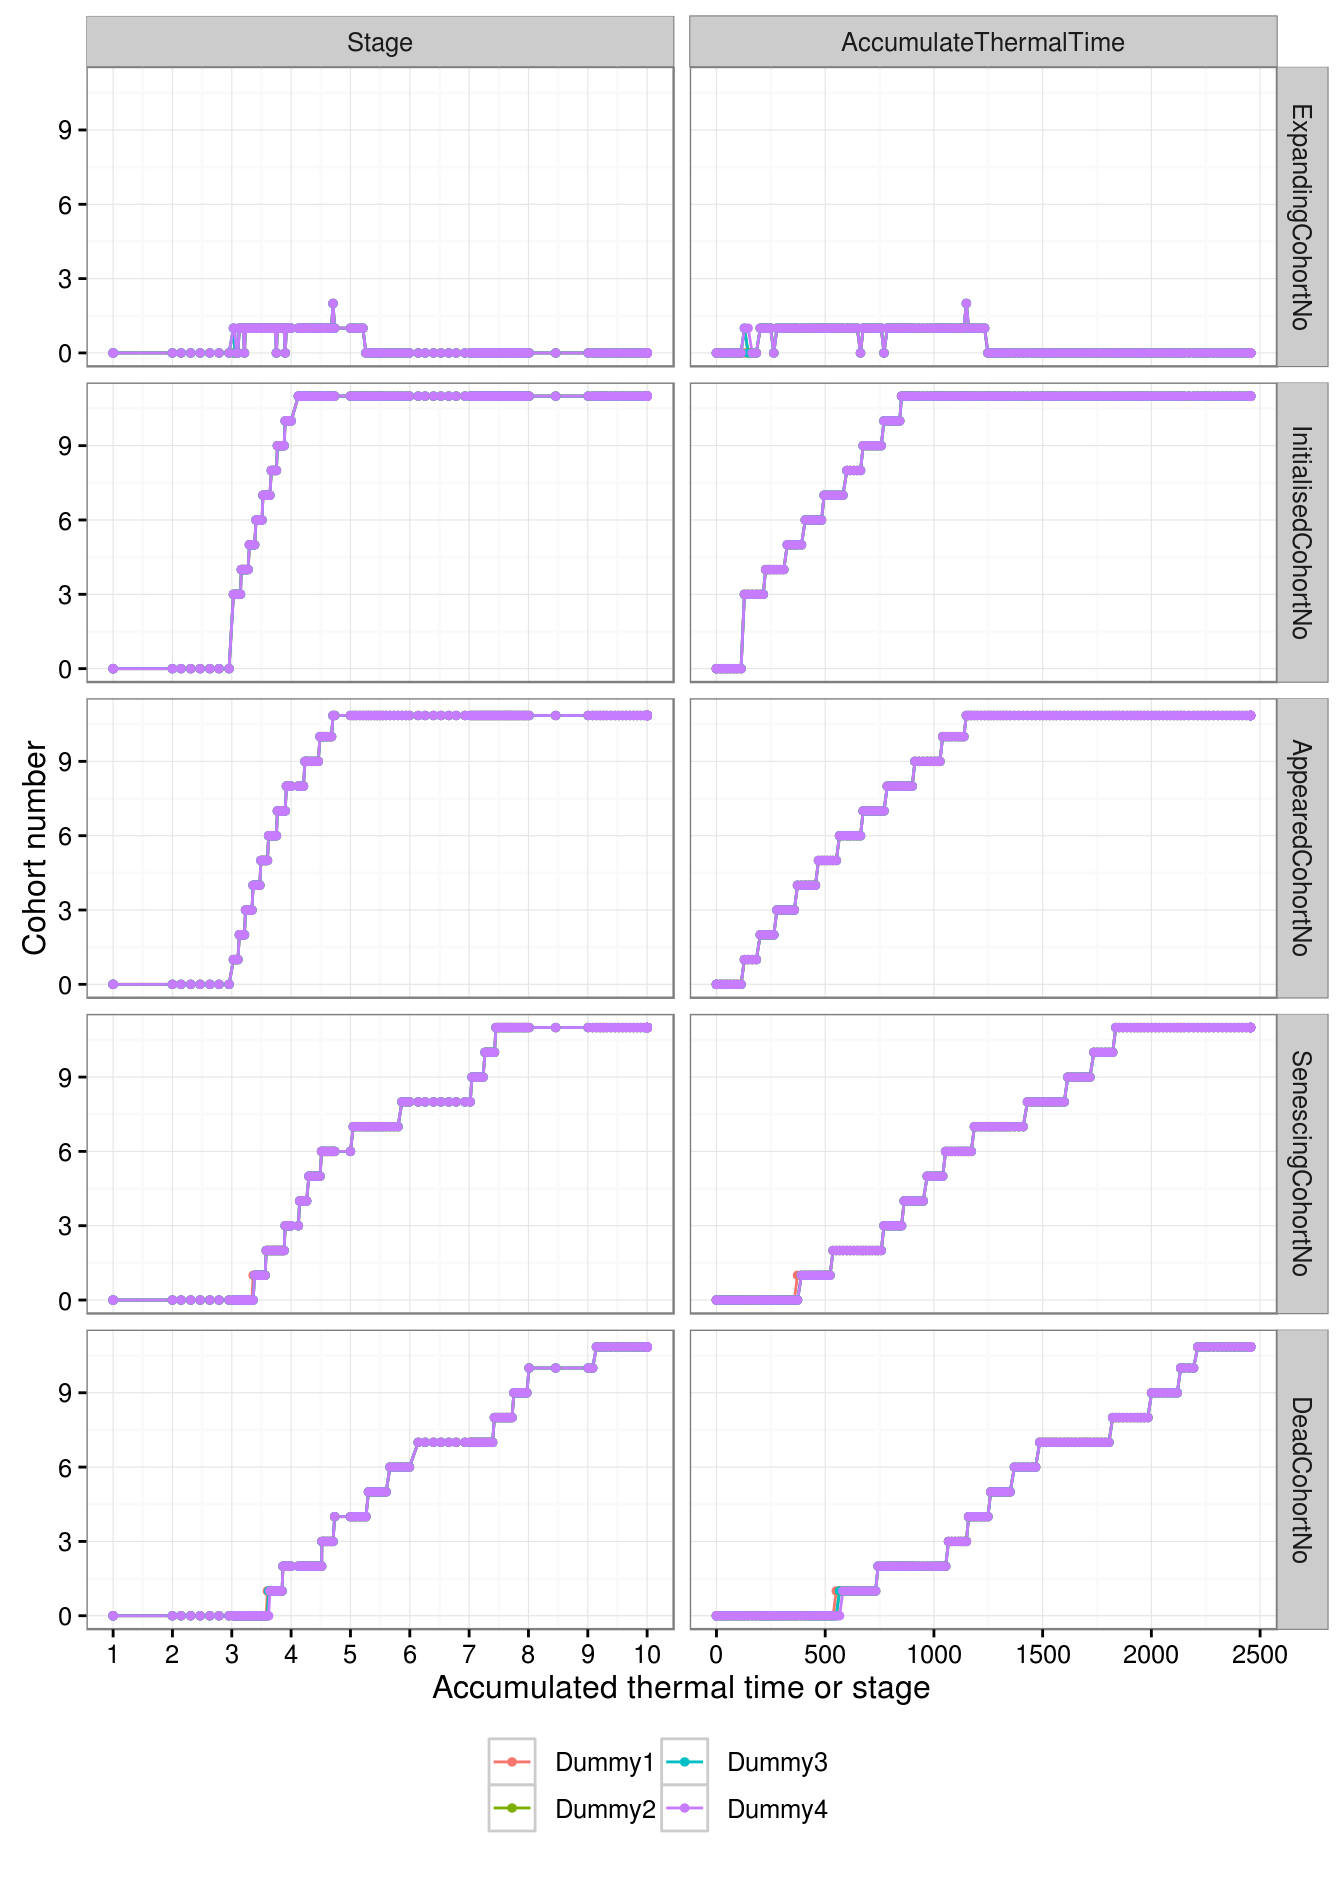 Stage
AccumulateThermalTime
9
6
3
0
ExpandingCohortNo
9
6
3
0
InitialisedCohortNo
9
6
3
0
AppearedCohortNo
9
6
3
0
SenescingCohortNo
9
6
3
0
DeadCohortNo
Cohort number
1 2 3 4 5 6 7 8 9 10
0 500 1000 1500 2000 2500
Accumulated thermal time or stage
Dummy1 Dummy3
Dummy2 Dummy4